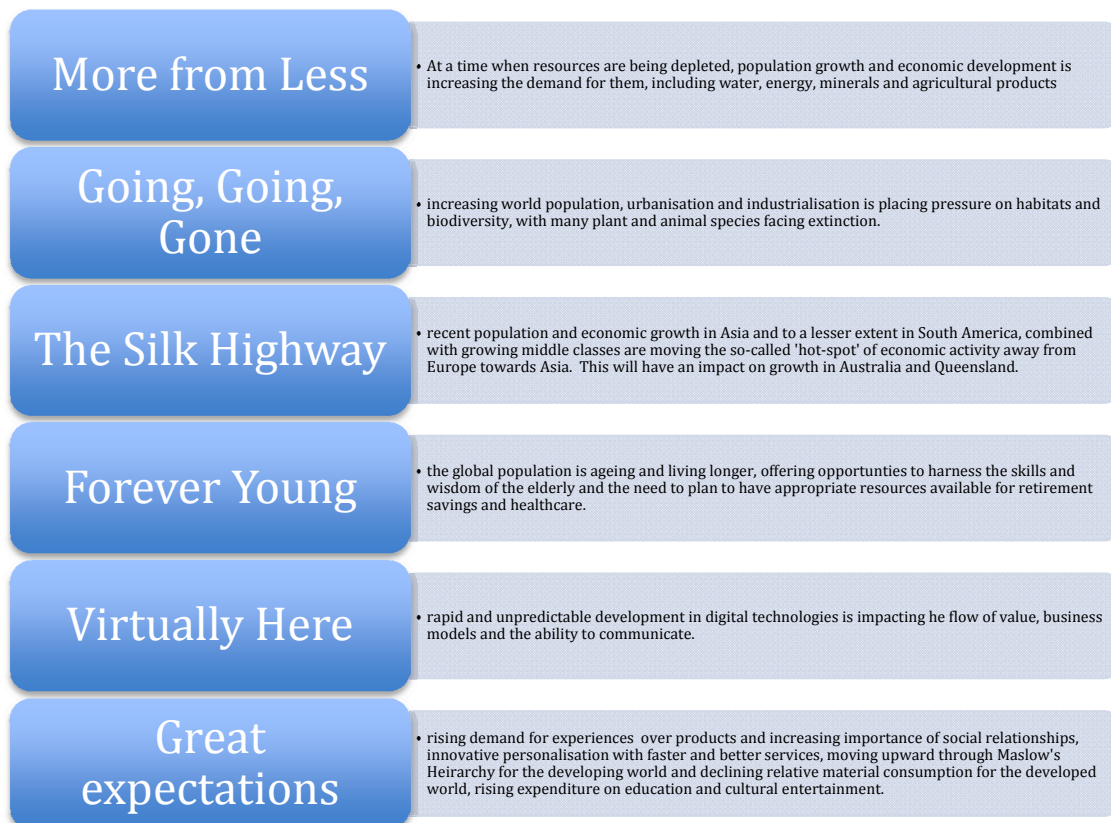 More from Less
• At a time when resources are being depleted, population growth and economic development is
increasing the demand for them, including water, energy, minerals and agricultural products
Going, Going,
Gone
• increasing world population, urbanisation and industrialisation is placing pressure on habitats and
biodiversity, with many plant and animal species facing extinction.
The Silk Highway
• recent population and economic growth in Asia and to a lesser extent in South America, combined
with growing middle classes are moving the so-called 'hot-spot' of economic activity away from
Europe towards Asia.  This will have an impact on growth in Australia and Queensland.
Forever Young
• the global population is ageing and living longer, offering opportunties to harness the skills and
wisdom of the elderly and the need to plan to have appropriate resources available for retirement
savings and healthcare.
Virtually Here
• rapid and unpredictable development in digital technologies is impacting he flow of value, business
models and the ability to communicate.
Great
expectations
• rising demand for experiences  over products and increasing importance of social relationships,
innovative personalisation with faster and better services, moving upward through Maslow's
Heirarchy for the developing world and declining relative material consumption for the developed
world, rising expenditure on education and cultural entertainment.